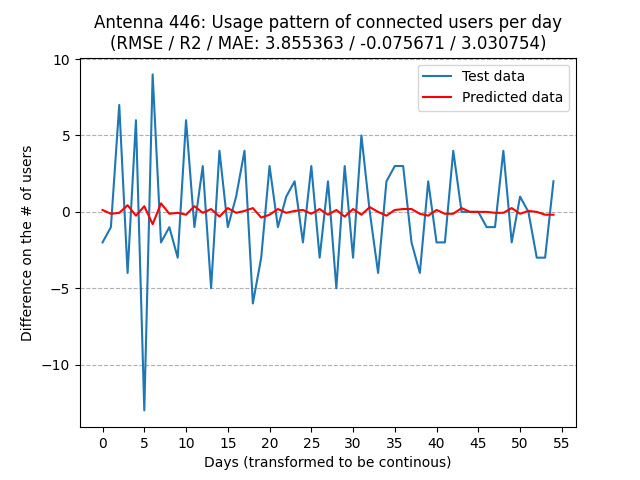 Antenna 446: Usage pattern of connected users per day
(RMSE / R2 / MAE: 3.855363 / -0.075671 / 3.030754)
Test data
Predicted data
Difference on the # of users
10
5
0
−5
−10
0 5 10 15 20 25 30 35 40 45 50 55
Days (transformed to be continous)